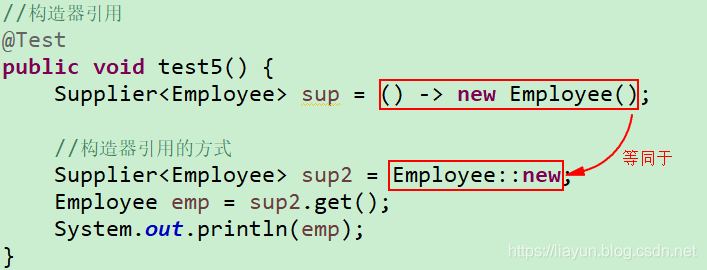 //构造器引用
@Test
public void test5() {
    Supplier<Employee> sup = () -> new Employee();
    //构造器引用的方式
等同于
    Supplier<Employee> sup2 = Employee::new;
    Employee emp = sup2.get();
    System.out.println(emp);
}
https://liayun.blog.csdn.net